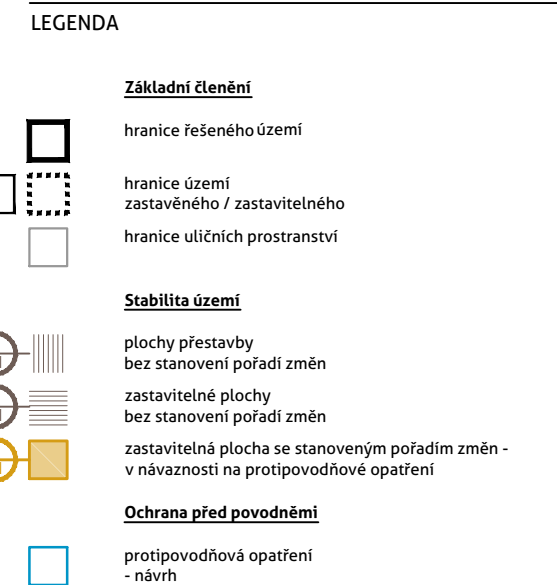 LEGENDA
Základní členění
hranice řešeného území
hranice území
zastavěného / zastavitelného
hranice uličních prostranství
Stabilita území
plochy přestavby
bez stanovení pořadí změn
zastavitelné plochy
bez stanovení pořadí změn
zastavitelná plocha se stanoveným pořadím změn -
v návaznosti na protipovodňové opatření
Ochrana před povodněmi
protipovodňová opatření
- návrh